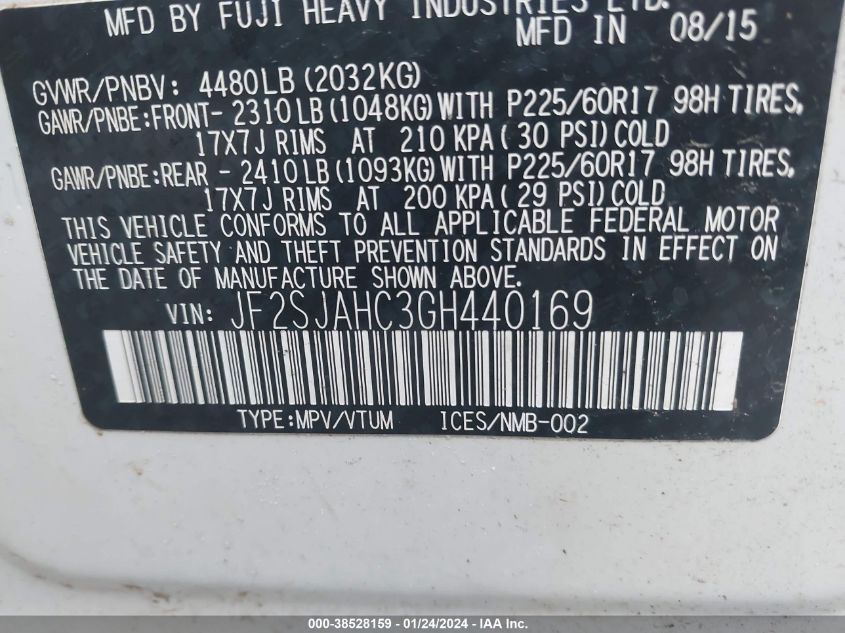 MFD BY FUJI HEAVY INDUSTRIES LTD.
MFD IN 08/15
GVWR/PNBV: 4480LB (2032KG)
GAWR/PNBE:FRONT- 2310LB (1048KG) WITH P225/60R17 98H TIRES,
17X7J RIMS AT 210 KPA (30 PSI) COLD
GAWR/PNBE:REAR - 2410LB (1093KG) WITH P225/60R17 98H TIRES,
17X7J RIMS AT 200 KPA (29 PSI) COLD
THIS VEHICLE CONFORMS TO ALL APPLICABLE FEDERAL MOTOR
VEHICLE SAFETY AND THEFT PREVENTION STANDARDS IN EFFECT ON
THE DATE OF MANUFACTURE SHOWN ABOVE.
VIN: JF2SJAHC3GH440169
TYPE:MPV/VTUM ICES/NMB-002
000-38528159 - 01/24/2024 - IAA Inc.